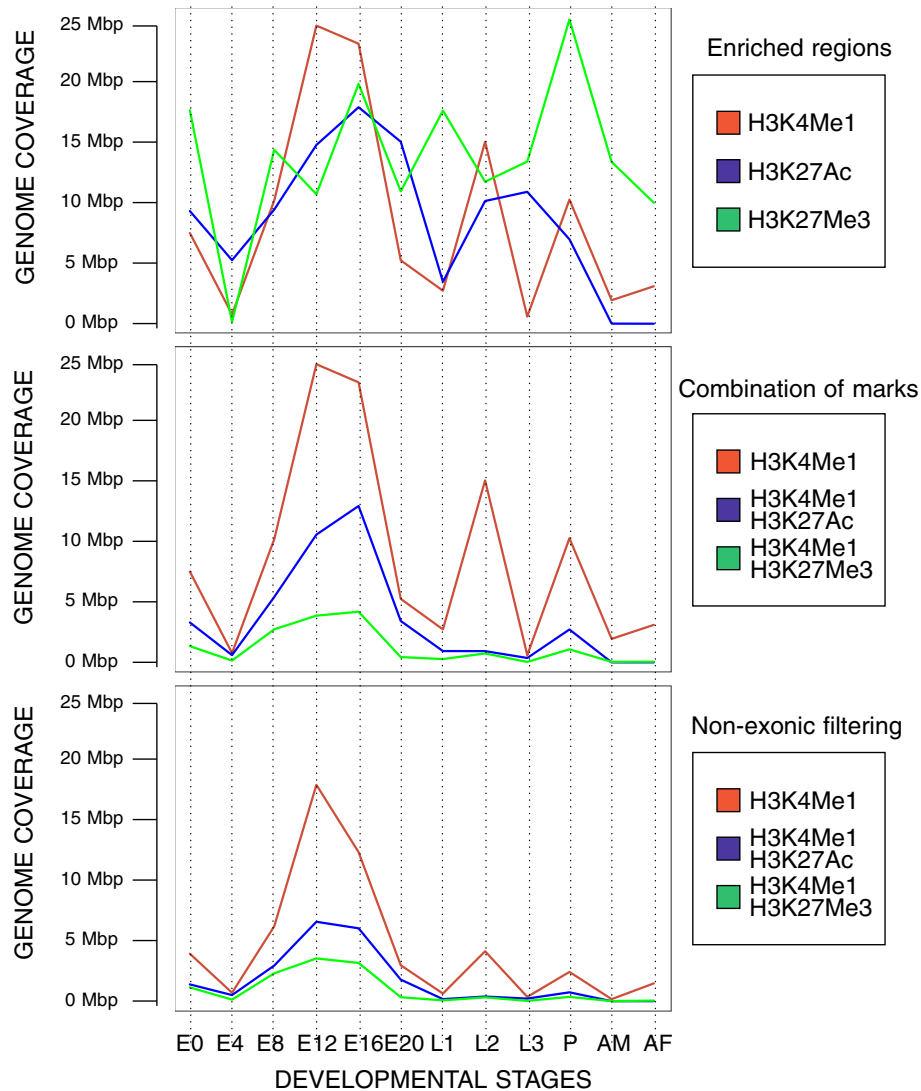 GENOME COVERAGE
25 Mbp
20 Mbp
15 Mbp
10 Mbp
5 Mbp
0 Mbp
Enriched regions
H3K4Me1
H3K27Ac
H3K27Me3
GENOME COVERAGE
25 Mbp
20 Mbp
15 Mbp
10 Mbp
5 Mbp
0 Mbp
Combination of marks
H3K4Me1
H3K4Me1
H3K27Ac
H3K4Me1
H3K27Me3
GENOME COVERAGE
25 Mbp
20 Mbp
15 Mbp
10 Mbp
5 Mbp
0 Mbp
Non-exonic filtering
H3K4Me1
H3K4Me1
H3K27Ac
H3K4Me1
H3K27Me3
E0 E4 E8 E12 E16 E20 L1 L2 L3 P AM AF
DEVELOPMENTAL STAGES